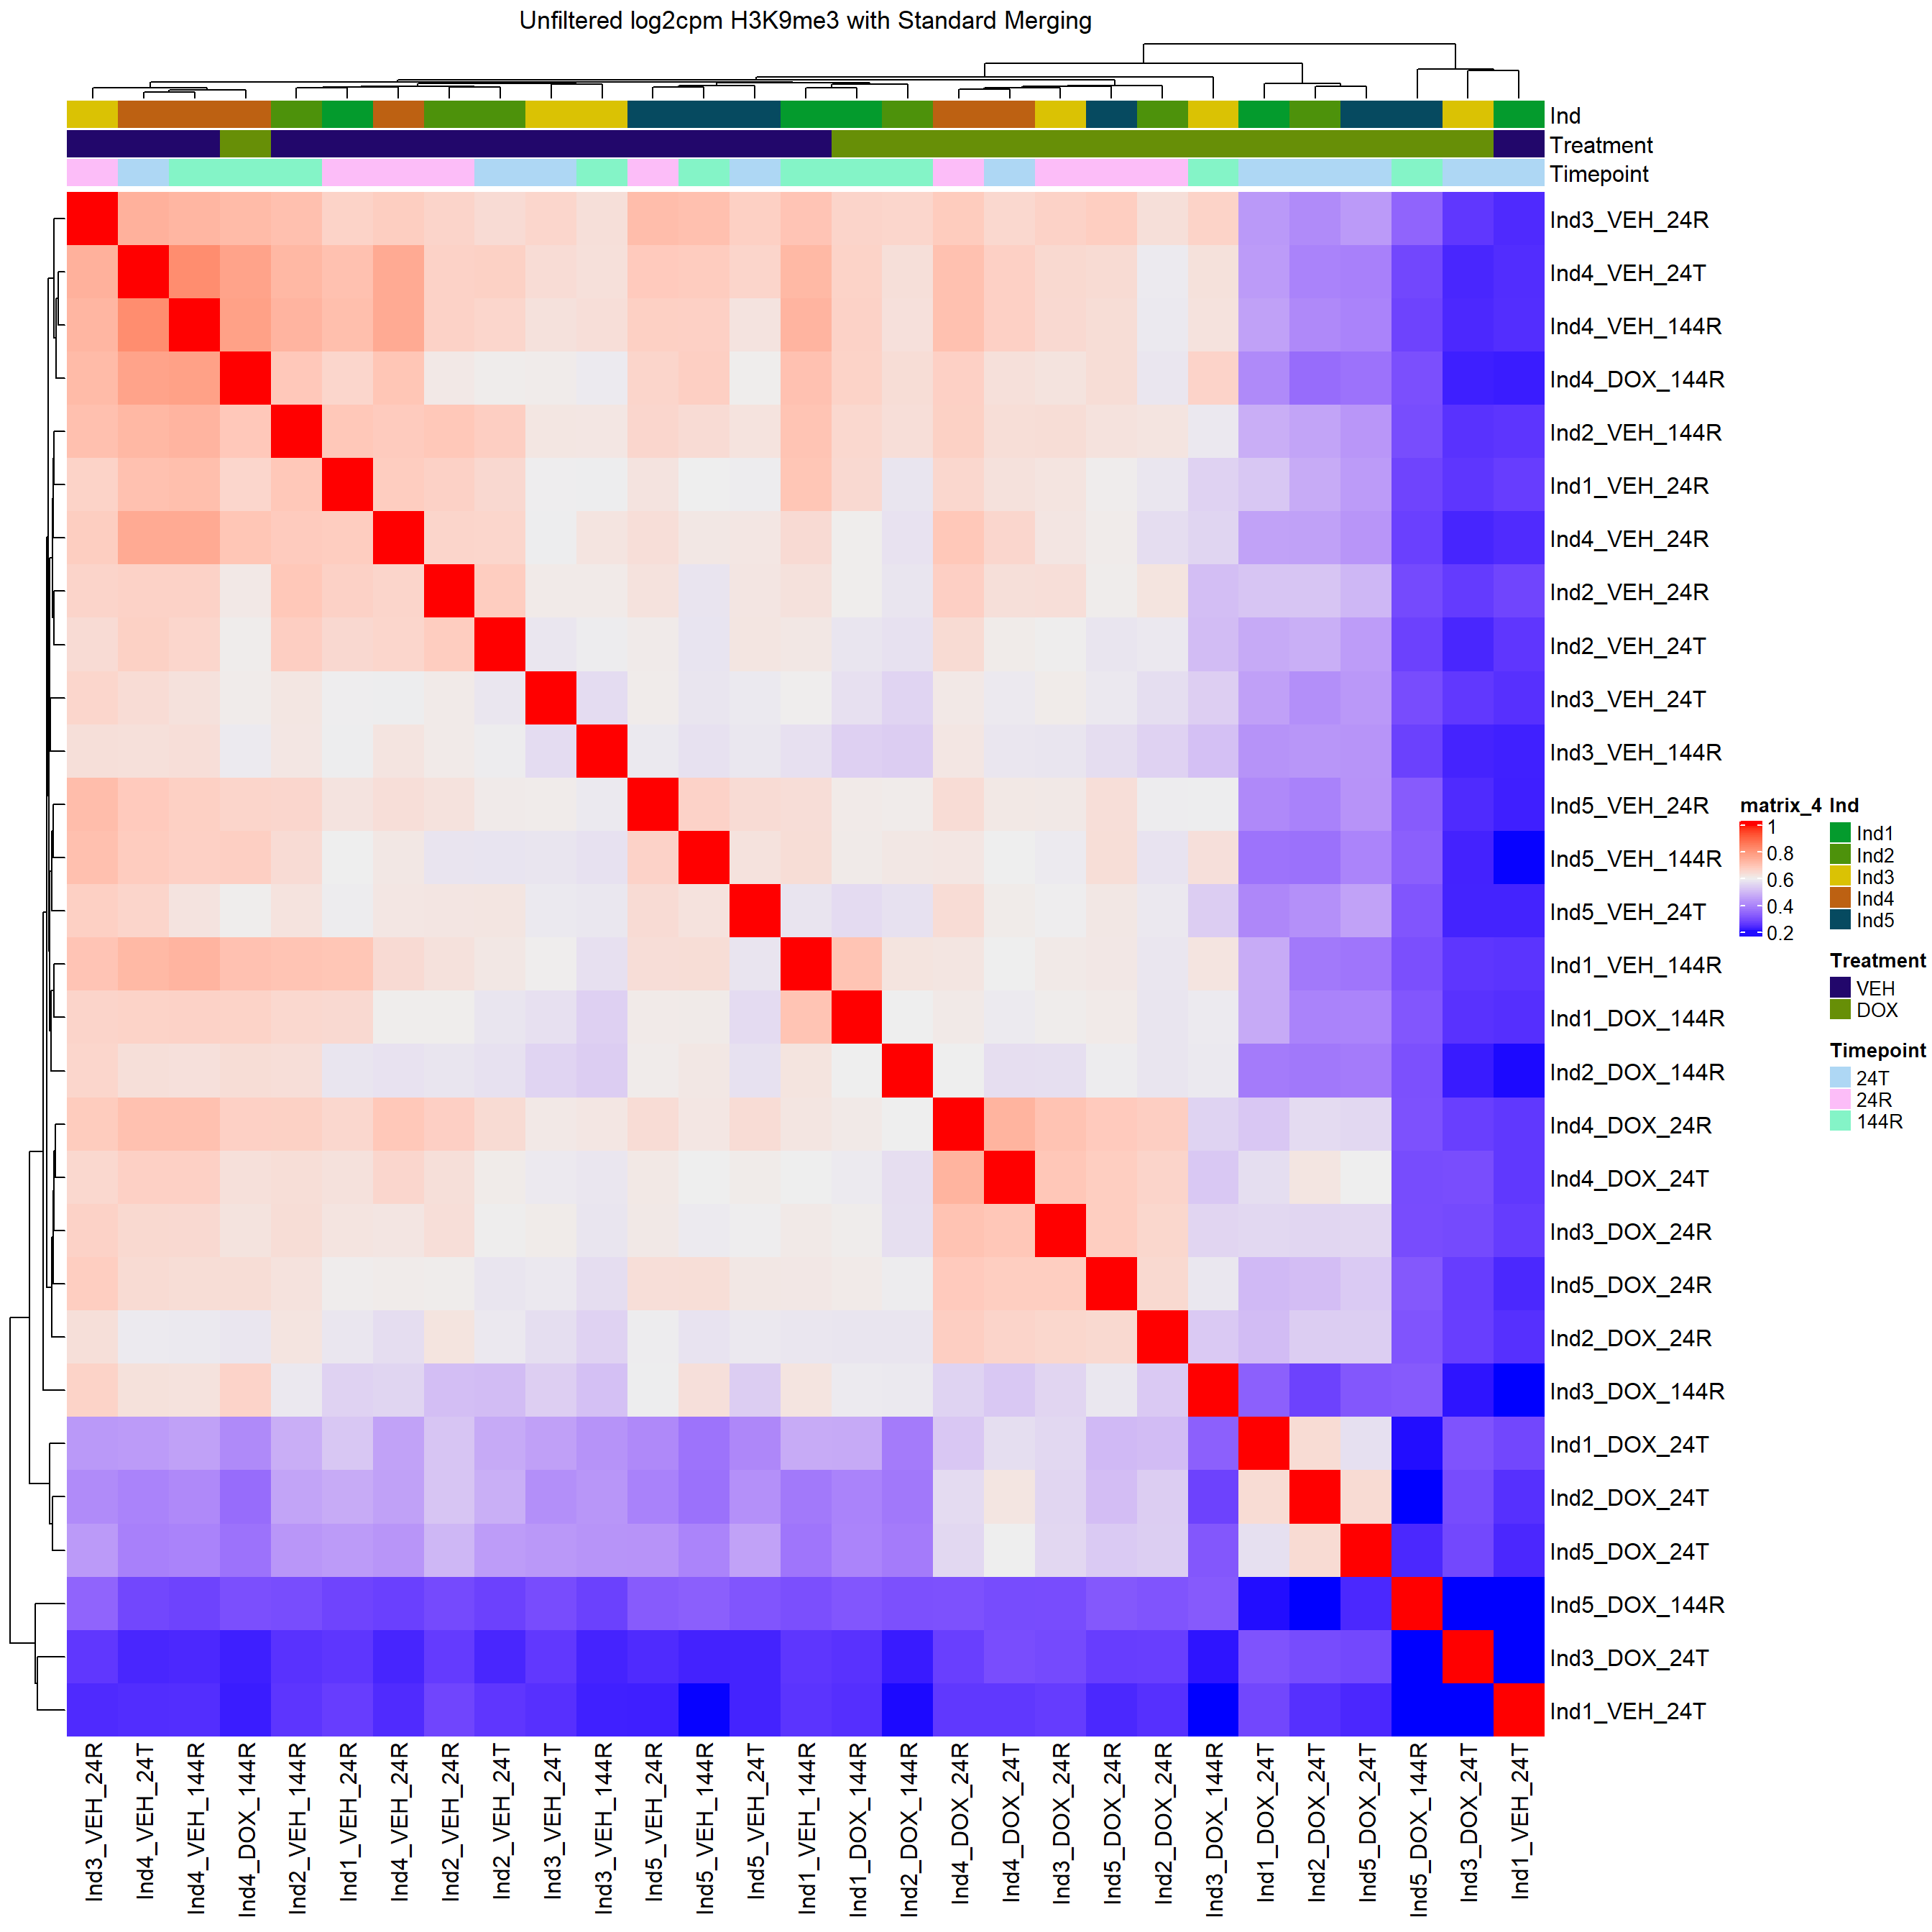 Unfiltered log2cpm H3K9me3 with Standard Merging
Ind
Treatment
Timepoint
Ind3_VEH_24R
Ind4_VEH_24T
Ind4_VEH_144R
Ind4_DOX_144R
Ind2_VEH_144R
Ind1_VEH_24R
Ind4_VEH_24R
Ind2_VEH_24R
Ind2_VEH_24T
Ind3_VEH_24T
Ind3_VEH_144R
Ind5_VEH_24R
Ind5_VEH_144R
Ind5_VEH_24T
Ind1_VEH_144R
Ind1_DOX_144R
Ind2_DOX_144R
Ind4_DOX_24R
Ind4_DOX_24T
Ind3_DOX_24R
Ind5_DOX_24R
Ind2_DOX_24R
Ind3_DOX_144R
Ind1_DOX_24T
Ind2_DOX_24T
Ind5_DOX_24T
Ind5_DOX_144R
Ind3_DOX_24T
Ind1_VEH_24T
Ind3_VEH_24R
Ind4_VEH_24T
Ind4_VEH_144R
Ind4_DOX_144R
Ind2_VEH_144R
Ind1_VEH_24R
Ind4_VEH_24R
Ind2_VEH_24R
Ind2_VEH_24T
Ind3_VEH_24T
Ind3_VEH_144R
Ind5_VEH_24R
Ind5_VEH_144R
Ind5_VEH_24T
Ind1_VEH_144R
Ind1_DOX_144R
Ind2_DOX_144R
Ind4_DOX_24R
Ind4_DOX_24T
Ind3_DOX_24R
Ind5_DOX_24R
Ind2_DOX_24R
Ind3_DOX_144R
Ind1_DOX_24T
Ind2_DOX_24T
Ind5_DOX_24T
Ind5_DOX_144R
Ind3_DOX_24T
Ind1_VEH_24T
matrix_4
1
0.8
0.6
0.4
0.2
Ind
Ind1
Ind2
Ind3
Ind4
Ind5
Treatment
VEH
DOX
Timepoint
24T
24R
144R